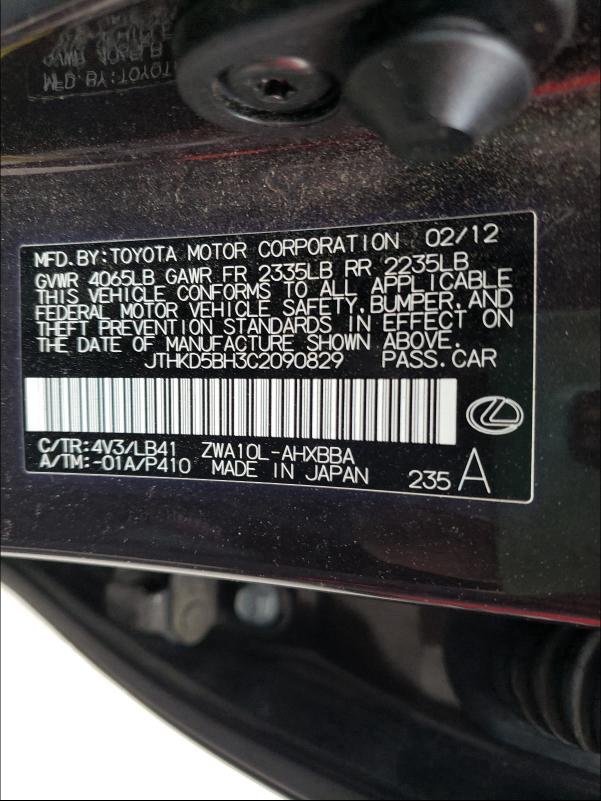 MFD. BY: TOYOTA MOTOR CORPORATION 02/12
GVWR 4065LB GAWR FR 2335LB RR 2235LB
THIS VEHICLE CONFORMS TO ALL APPLICABLE
FEDERAL MOTOR VEHICLE SAFETY, BUMPER, AND
THEFT PREVENTION STANDARDS IN EFFECT ON
THE DATE OF MANUFACTURE SHOWN ABOVE.
JTHKD5BH3C2090829 PASS. CAR
C/TR: 4V3/LB41 ZWA10L-AHXBBA
A/TM: -01A/P410 MADE IN JAPAN 235 A